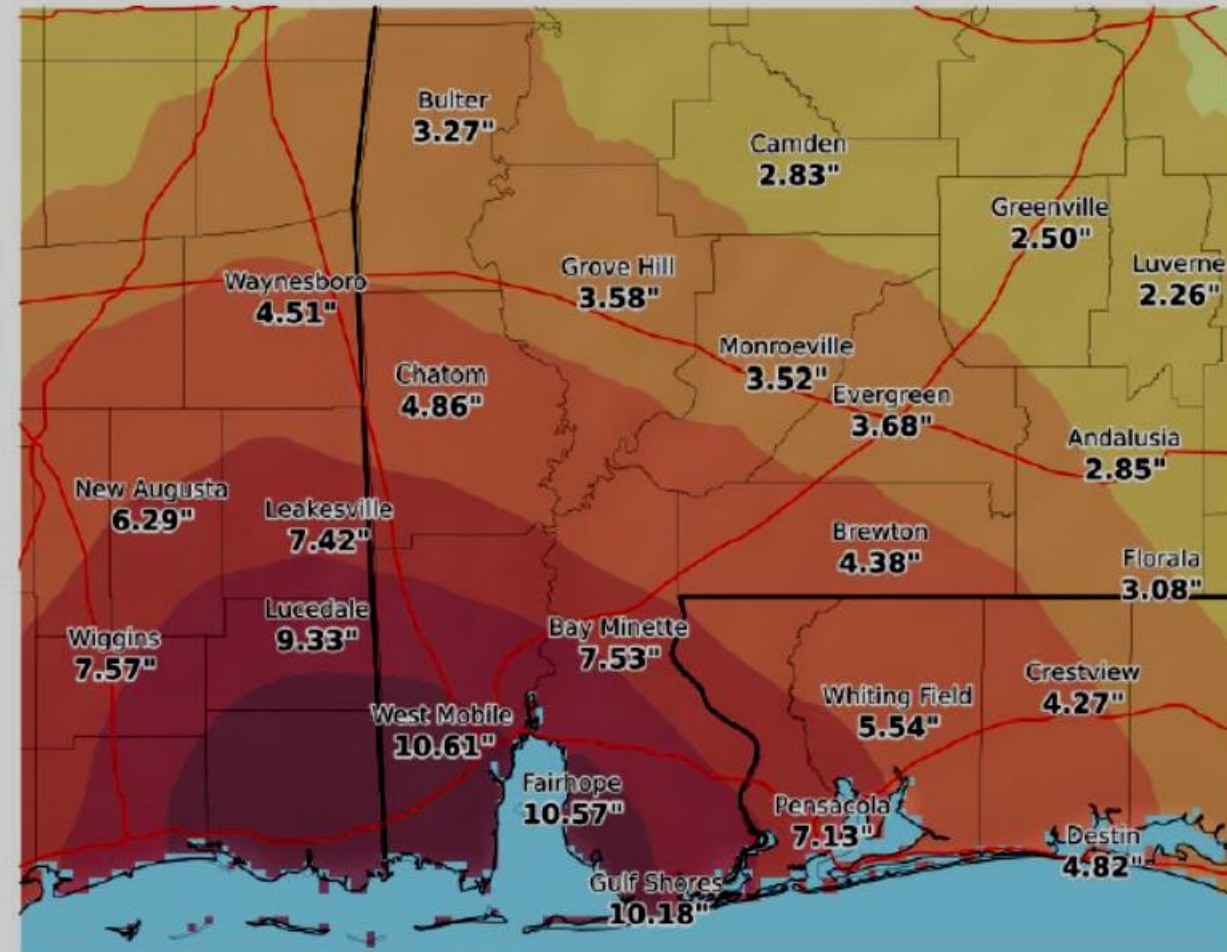 Bulter
3.27"
Camden
2.83"
Greenville
2.50"
Luverne
2.26"
Grove Hill
3.58"
Waynesboro
4.51"
Monroeville
3.52"
Chatom
4.86"
Evergreen
3.68"
Andalusia
2.85"
New Augusta
6.29"
Leakesville
7.42"
Brewton
4.38"
Florala
3.08"
Lucedale
9.33"
Wiggins
7.57"
Bay Minette
7.53"
Crestview
4.27"
Whiting Field
5.54"
West Mobile
10.61"
Fairhope
10.57"
Pensacola
7.13"
Destin
4.82"
Gulf Shores
10.18"